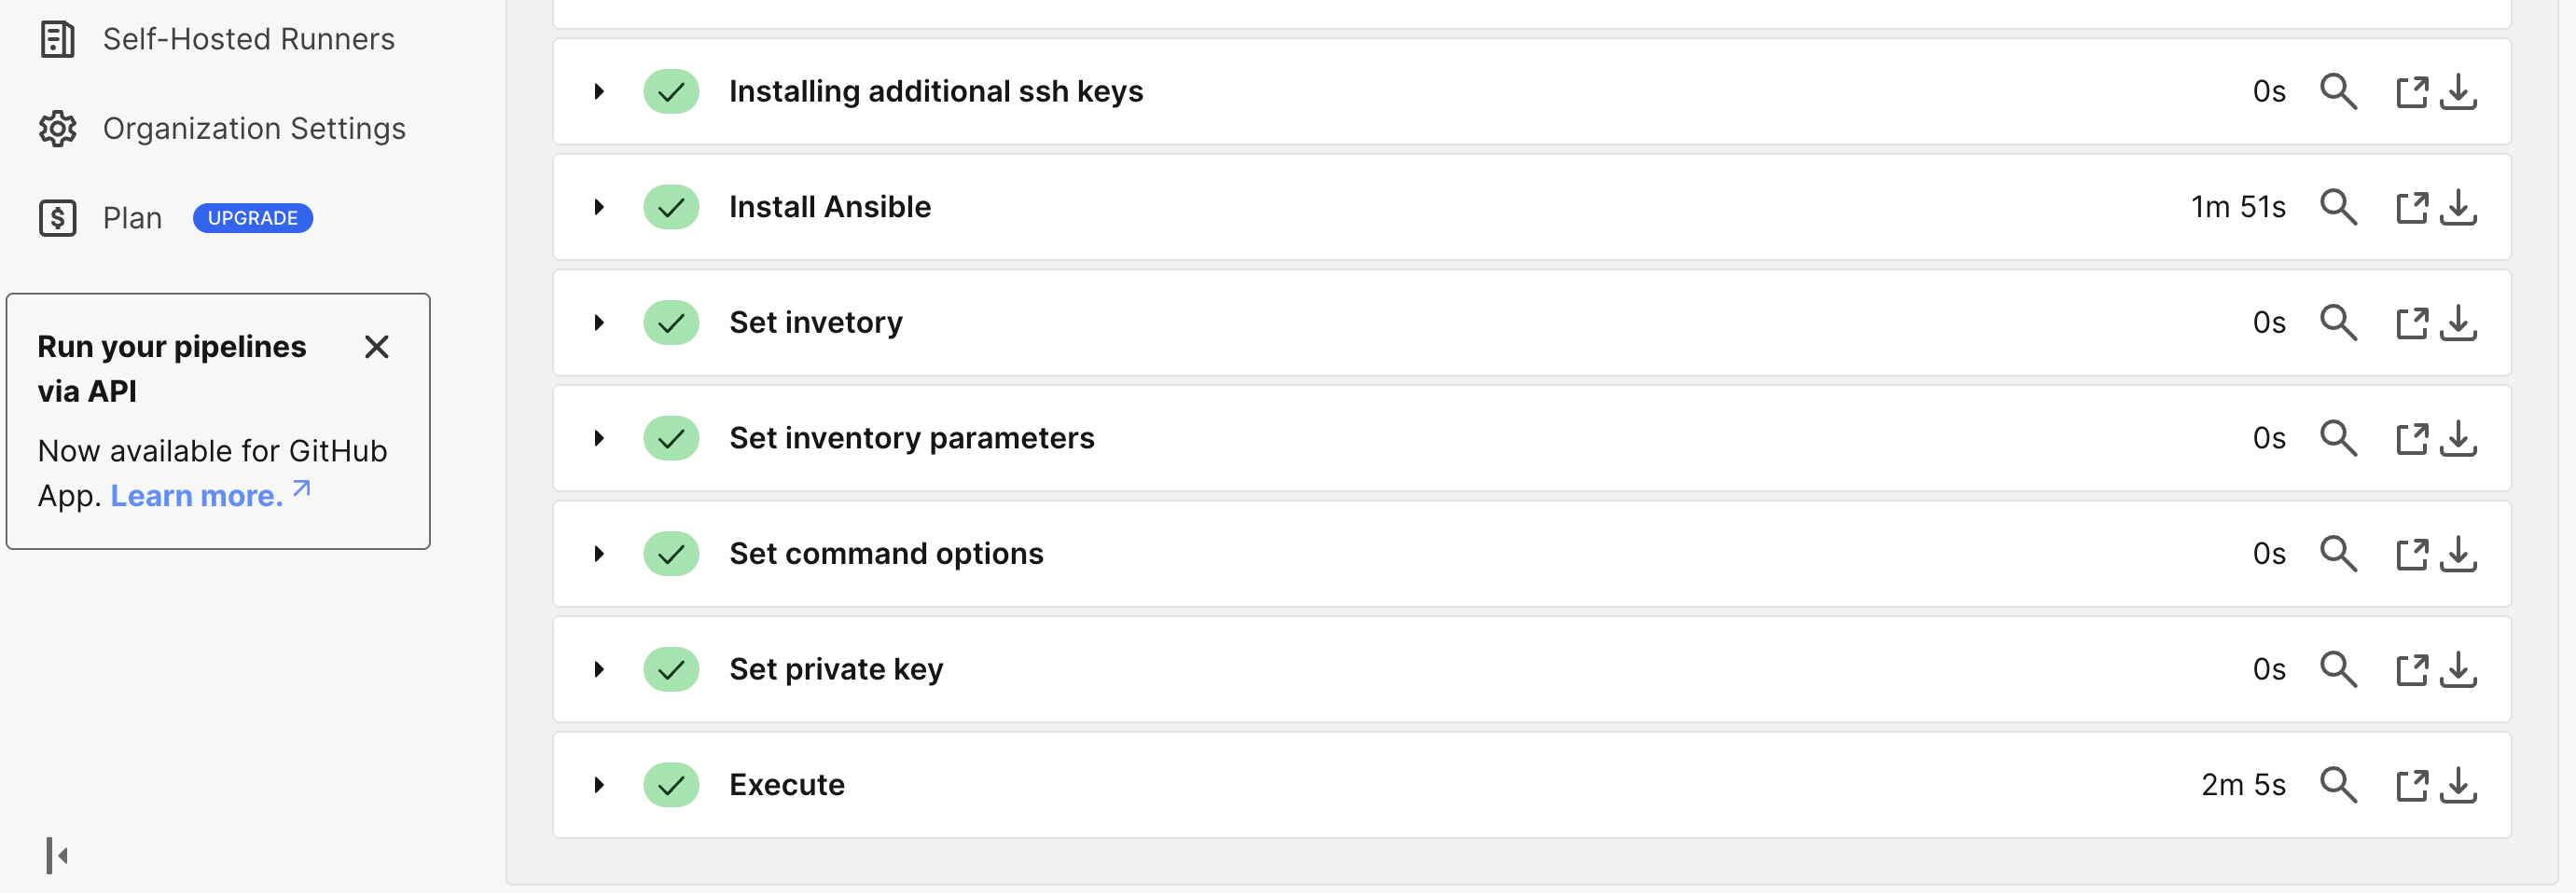 Self-Hosted Runners
Organization Settings
Plan UPGRADE
Run your pipelines
via API
Now available for GitHub
App. Learn more.
Installing additional ssh keys 0s
Install Ansible 1m 51s
Set invetory 0s
Set inventory parameters 0s
Set command options 0s
Set private key 0s
Execute 2m 5s